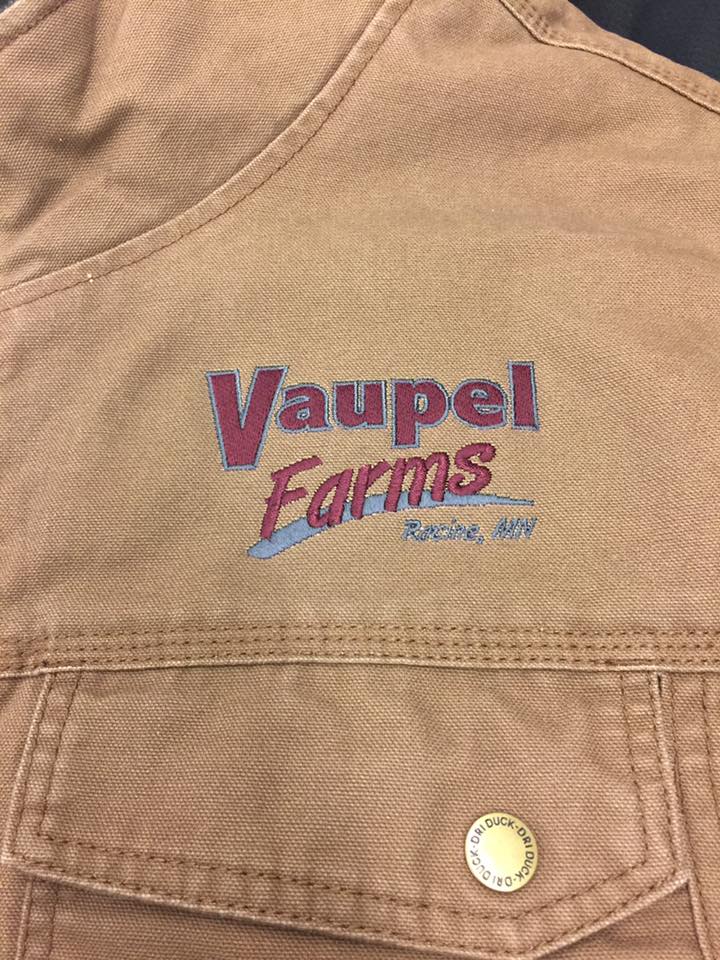 Vaupel
Farms
Racine, MN
DRI DUCK · DRI DUCK · DRI DUCK ·